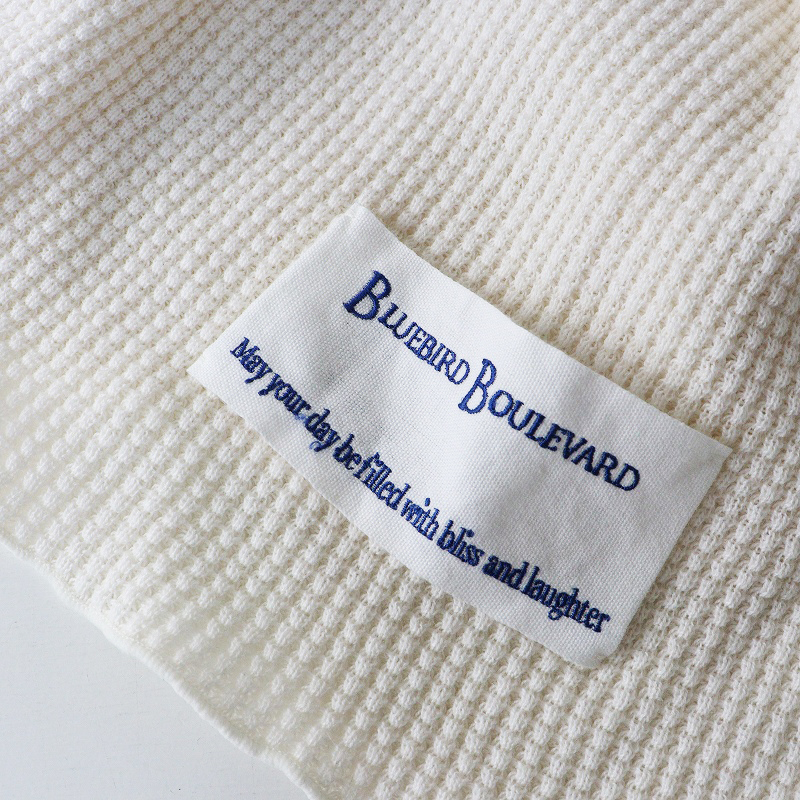 BLUEBIRD BOULEVARD
May your day be filled with bliss and laughter